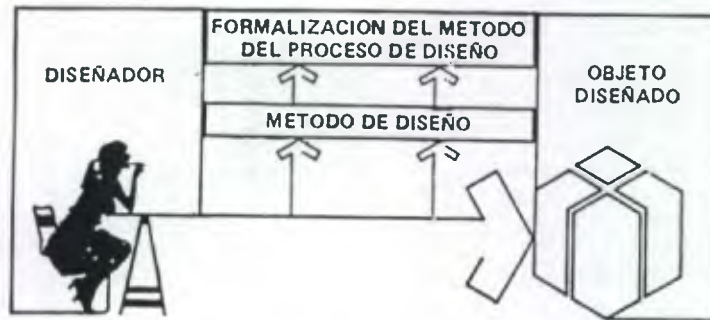 DISEÑADOR
FORMALIZACION DEL METODO
DEL PROCESO DE DISEÑO
METODO DE DISEÑO
OBJETO
DISEÑADO